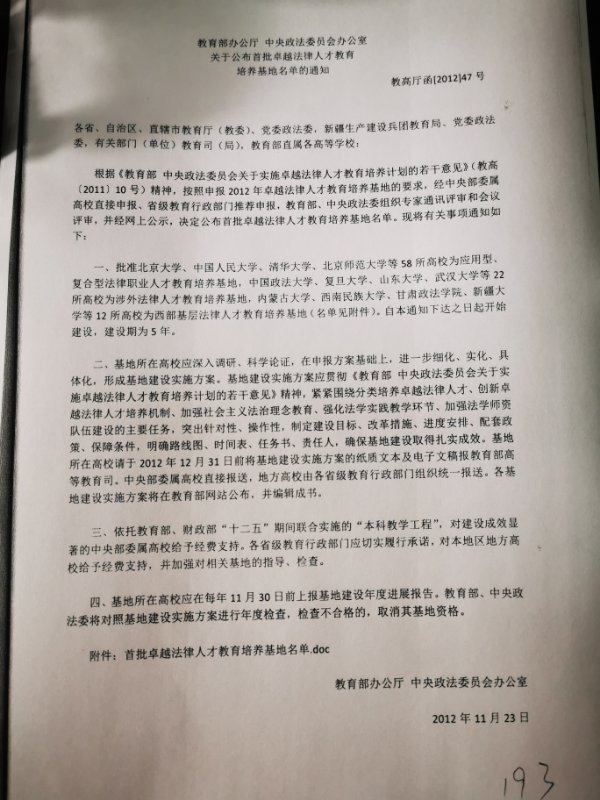 教育部办公厅 中央政法委员会办公室
关于公布首批卓越法律人才教育
培养基地名单的通知
教高厅函[2012]47 号
各省、自治区、直辖市教育厅（教委）、党委政法委，新疆生产建设兵团教育局、党委政法
委，有关部门（单位）教育司（局），教育部直属各高等学校：
根据《教育部 中央政法委员会关于实施卓越法律人才教育培养计划的若干意见》（教高
〔2011〕10 号）精神，按照申报 2012 年卓越法律人才教育培养基地的要求，经中央部委属
高校直接申报、省级教育行政部门推荐申报，教育部、中央政法委组织专家通讯评审和会议
评审，并经网上公示，决定公布首批卓越法律人才教育培养基地名单。现将有关事项通知如
下：
一、批准北京大学、中国人民大学、清华大学、北京师范大学等 58 所高校为应用型、
复合型法律职业人才教育培养基地，中国政法大学、复旦大学、山东大学、武汉大学等 22
所高校为涉外法律人才教育培养基地，内蒙古大学、西南民族大学、甘肃政法学院、新疆大
学等 12 所高校为西部基层法律人才教育培养基地（名单见附件）。自本通知下达之日起开始
建设，建设期为 5 年。
二、基地所在高校应深入调研、科学论证，在申报方案基础上，进一步细化、实化、具
体化，形成基地建设实施方案。基地建设实施方案应贯彻《教育部 中央政法委员会关于实
施卓越法律人才教育培养计划的若干意见》精神，紧紧围绕分类培养卓越法律人才、创新卓
越法律人才培养机制、加强社会主义法治理念教育、强化法学实践教学环节、加强法学师资
队伍建设的主要任务，突出针对性、操作性，制定建设目标、改革措施、进度安排、配套政
策、保障条件，明确路线图、时间表、任务书、责任人，确保基地建设取得扎实成效。基地
所在高校请于 2012 年 12 月 31 日前将基地建设实施方案的纸质文本及电子文稿报教育部高
等教育司。中央部委属高校直接报送，地方高校由各省级教育行政部门组织统一报送。各基
地建设实施方案将在教育部网站公布，并编辑成书。
三、依托教育部、财政部“十二五”期间联合实施的“本科教学工程”，对建设成效显
著的中央部委属高校给予经费支持。各省级教育行政部门应切实履行承诺，对本地区地方高
校给予经费支持，并加强对相关基地的指导、检查。
四、基地所在高校应在每年 11 月 30 日前上报基地建设年度进展报告。教育部、中央政
法委将对照基地建设实施方案进行年度检查，检查不合格的，取消其基地资格。
附件：首批卓越法律人才教育培养基地名单.doc
教育部办公厅 中央政法委员会办公室
2012 年 11 月 23 日
193